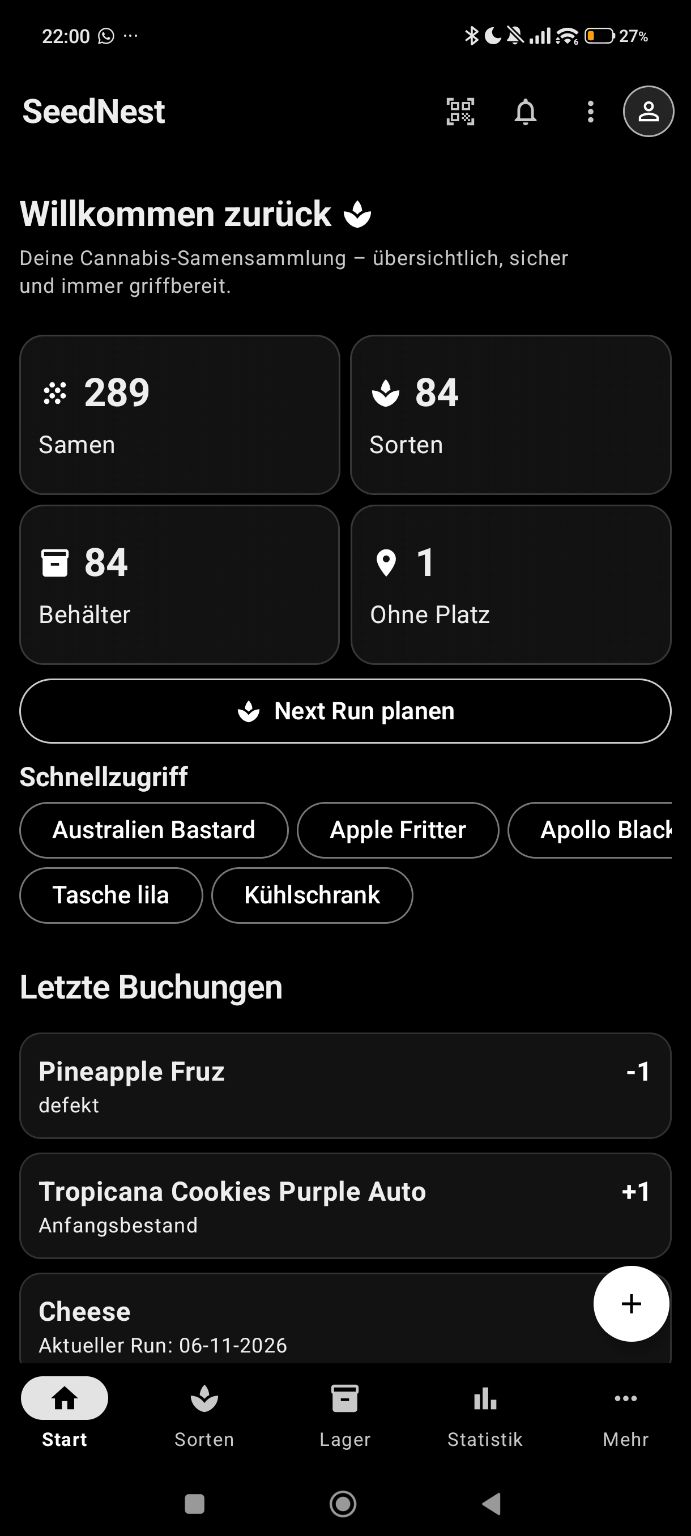 22:00
27%
SeedNest
Willkommen zurück
Deine Cannabis-Samensammlung – übersichtlich, sicher
und immer griffbereit.
289
Samen
84
Sorten
84
Behälter
1
Ohne Platz
Next Run planen
Schnellzugriff
Australien Bastard
Apple Fritter
Apollo Black
Tasche lila
Kühlschrank
Letzte Buchungen
Pineapple Fruz
-1
defekt
Tropicana Cookies Purple Auto
+1
Anfangsbestand
Cheese
Aktueller Run: 06-11-2026
Start
Sorten
Lager
Statistik
Mehr